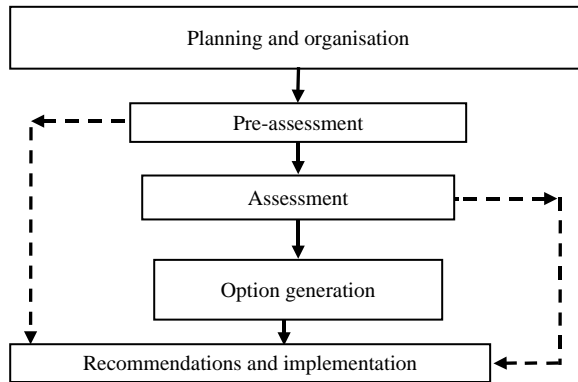 Planning and organisation
Pre-assessment
Assessment
Option generation
Recommendations and implementation